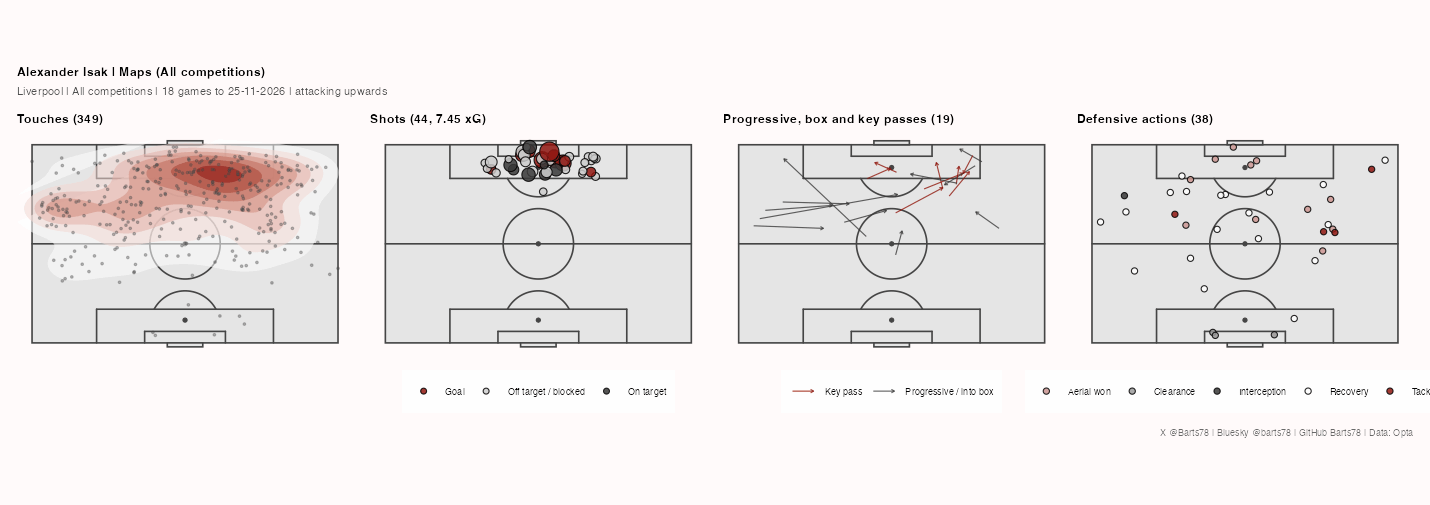 Alexander Isak | Maps (All competitions)
Liverpool | All competitions | 18 games to 25-11-2026 | attacking upwards
Touches (349)
Shots (44, 7.45 xG)
Progressive, box and key passes (19)
Defensive actions (38)
Goal
Off target / blocked
On target
Key pass
Progressive / into box
Aerial won
Clearance
Interception
Recovery
Tack
X @Barts78 | Bluesky @barts78 | GitHub Barts78 | Data: Opta